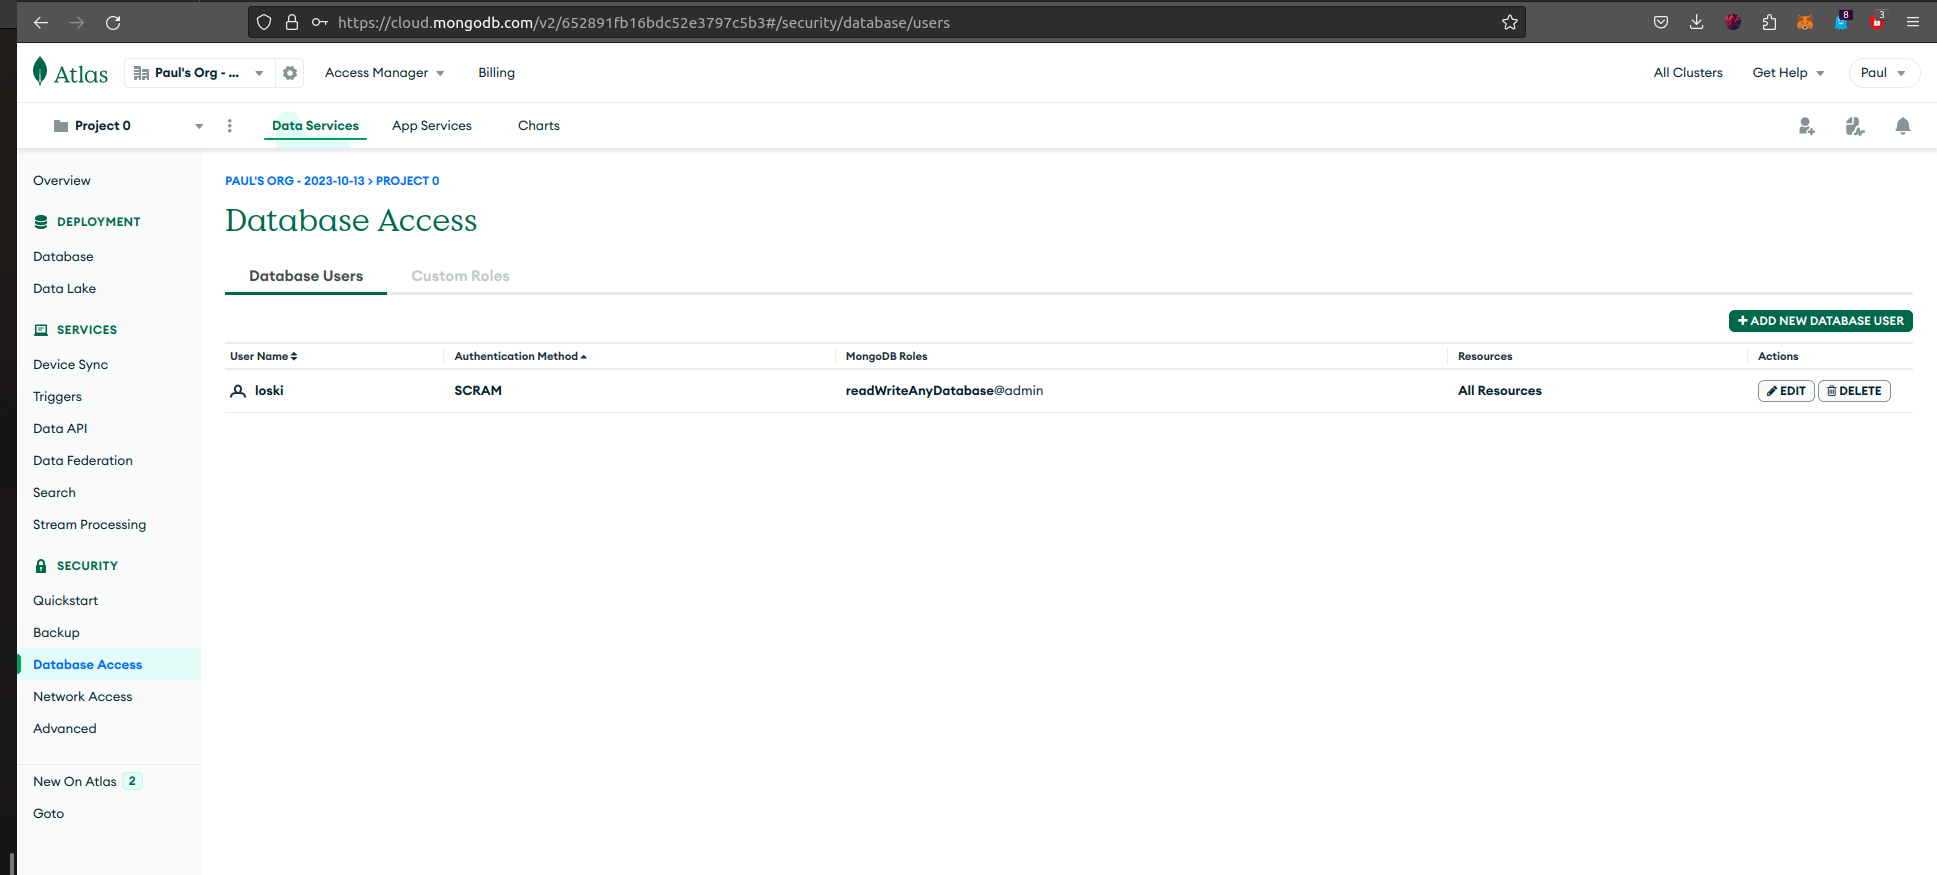 https://cloud.mongodb.com/v2/652891fb16bdc52e3797c5b3#/security/database/users
8
3
Atlas
Paul's Org - ...
Access Manager
Billing
All Clusters
Get Help
Paul
Project 0
Data Services
App Services
Charts
Overview
DEPLOYMENT
Database
Data Lake
SERVICES
Device Sync
Triggers
Data API
Data Federation
Search
Stream Processing
SECURITY
Quickstart
Backup
Database Access
Network Access
Advanced
New On Atlas 2
Goto
PAUL'S ORG - 2023-10-13 > PROJECT 0
Database Access
Database Users
Custom Roles
+ ADD NEW DATABASE USER
User Name
Authentication Method
MongoDB Roles
Resources
Actions
loski
SCRAM
readWriteAnyDatabase@admin
All Resources
EDIT
DELETE